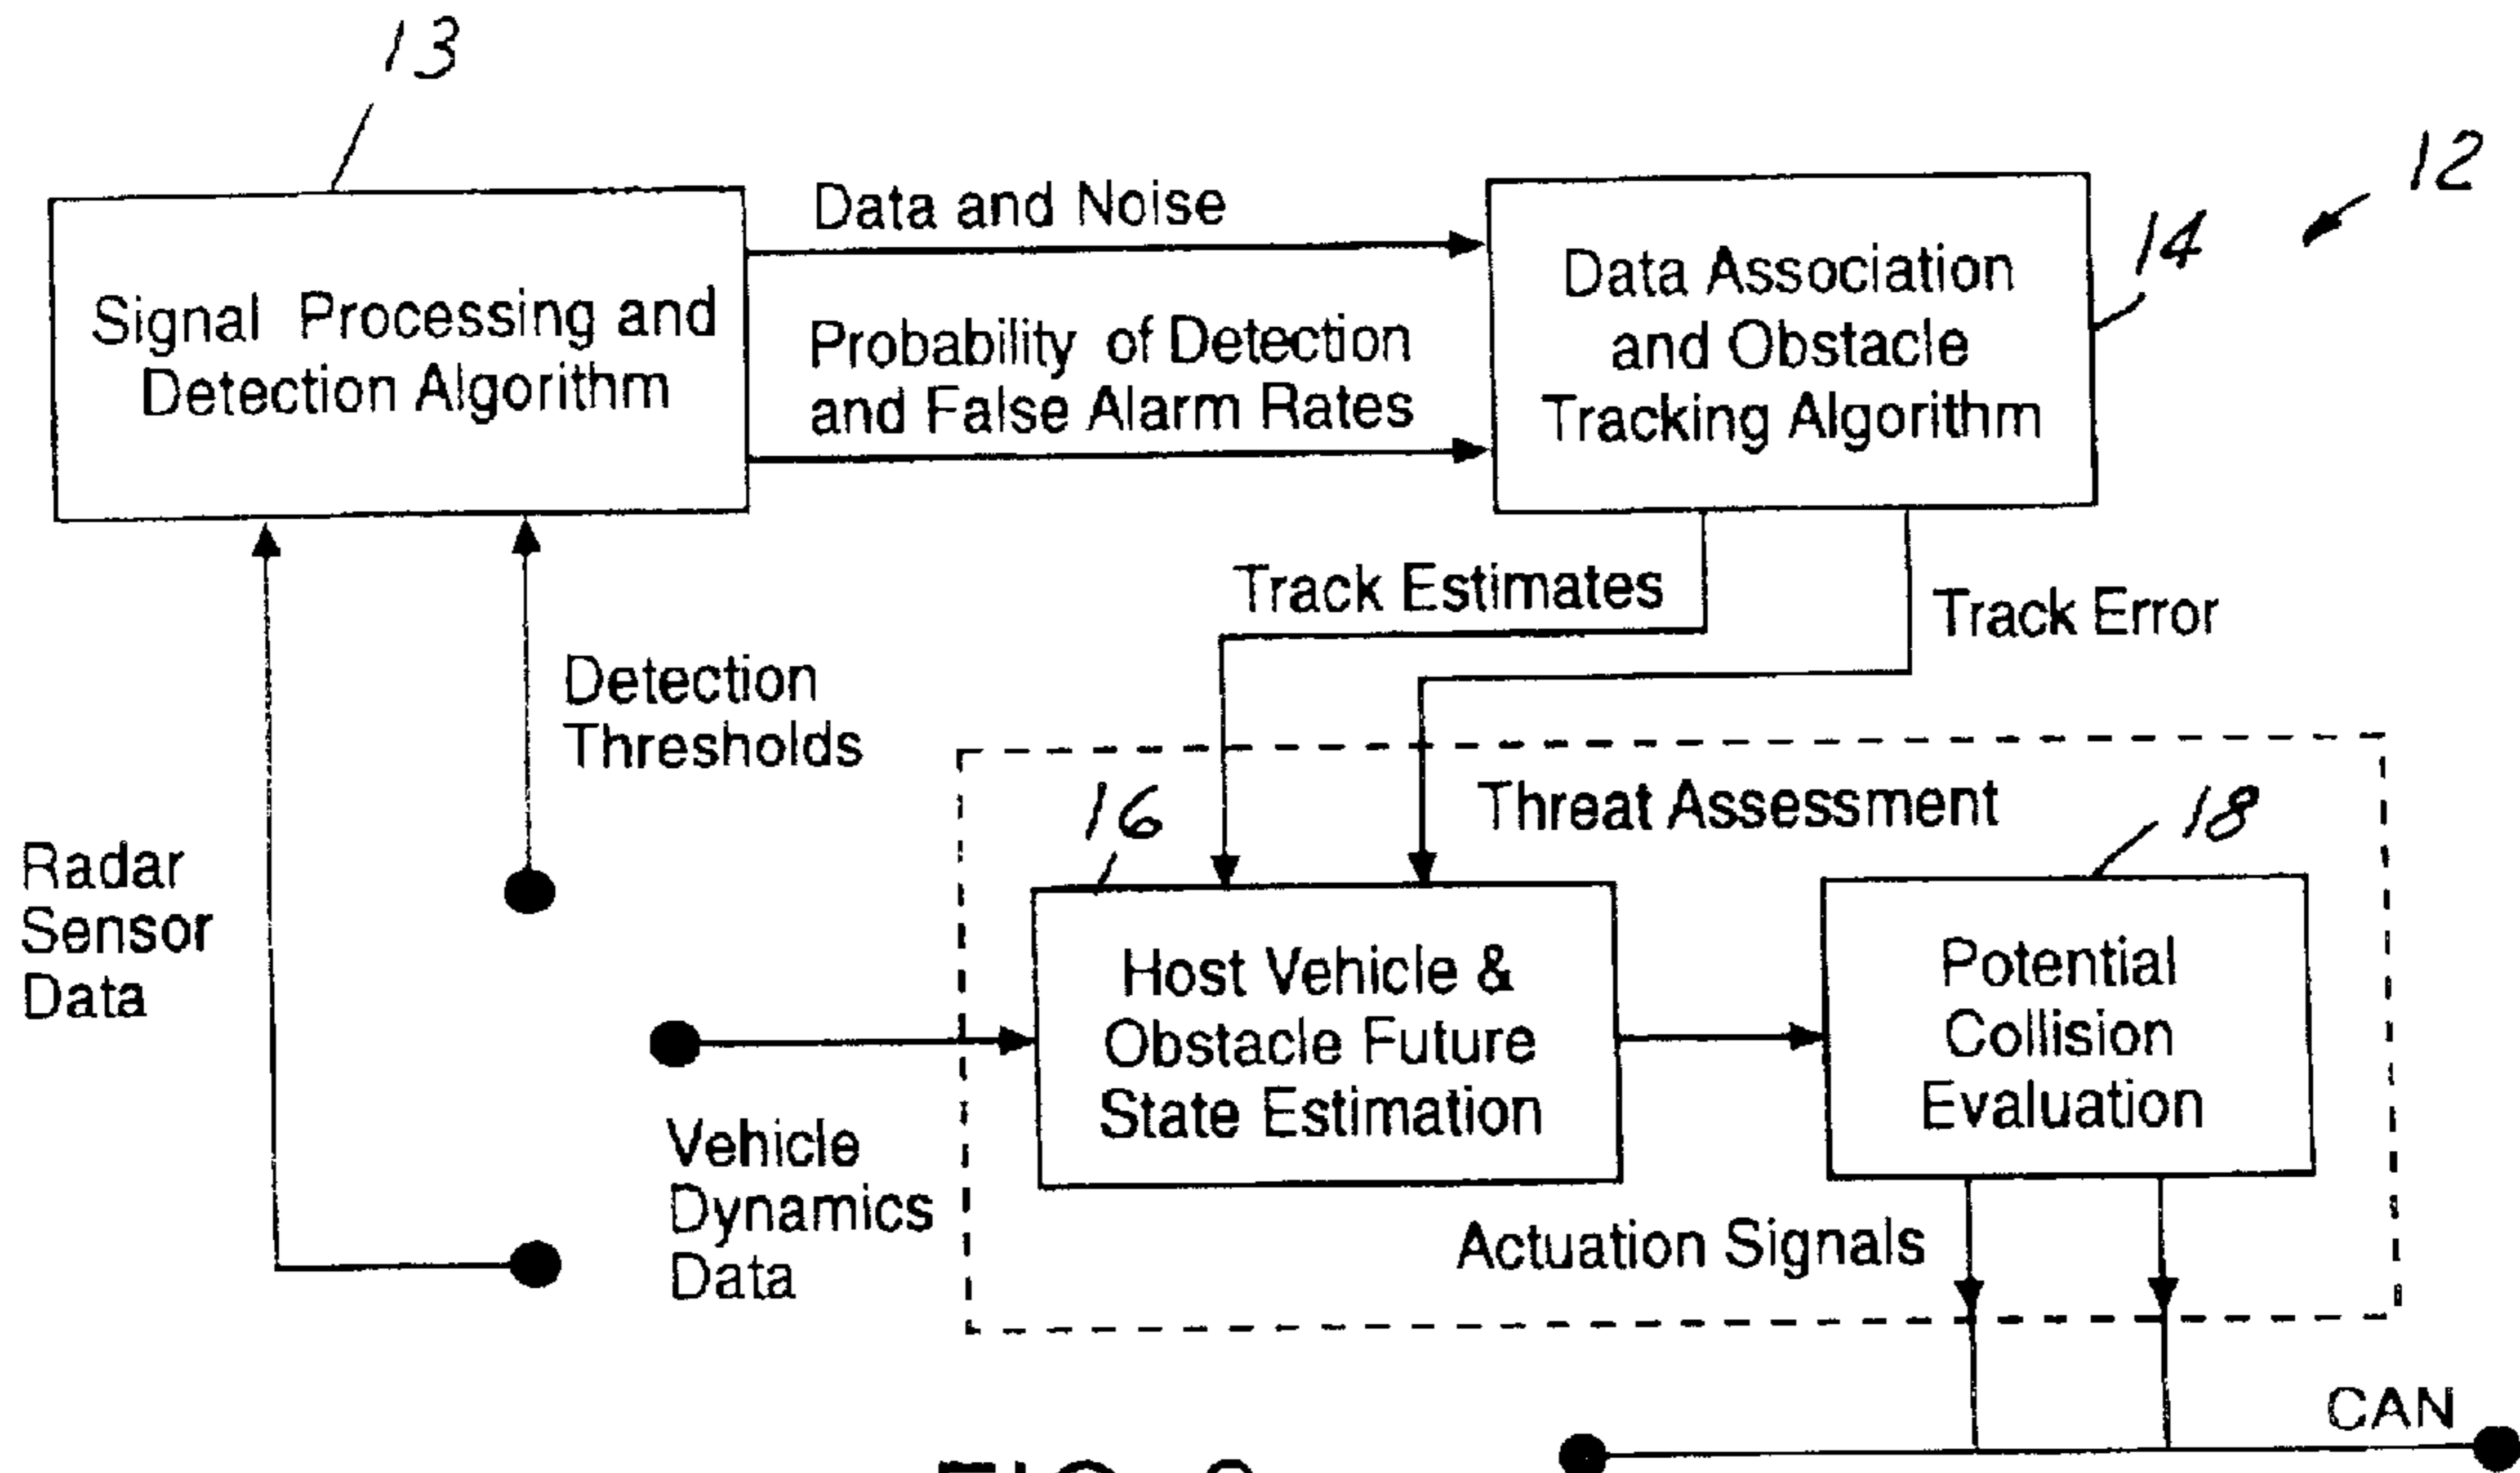 13
12
14
Data and Noise
Signal Processing and
Detection Algorithm
Probability of Detection
and False Alarm Rates
Data Association
and Obstacle
Tracking Algorithm
Track Estimates
Track Error
Detection
Thresholds
Radar
Sensor
Data
Threat Assessment
16
18
Host Vehicle &
Obstacle Future
State Estimation
Potential
Collision
Evaluation
Vehicle
Dynamics
Data
Actuation Signals
CAN